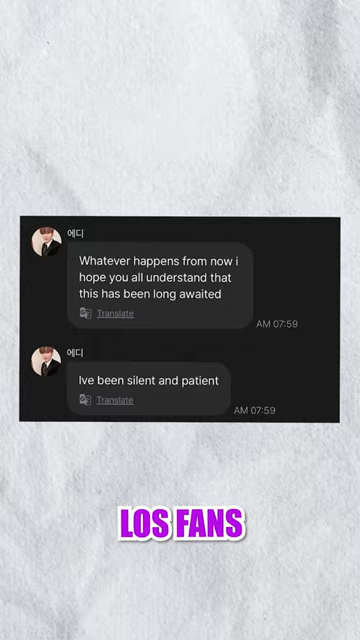 에디
Whatever happens from now i
hope you all understand that
this has been long awaited
Translate
AM 07:59
에디
Ive been silent and patient
Translate
AM 07:59
LOS FANS